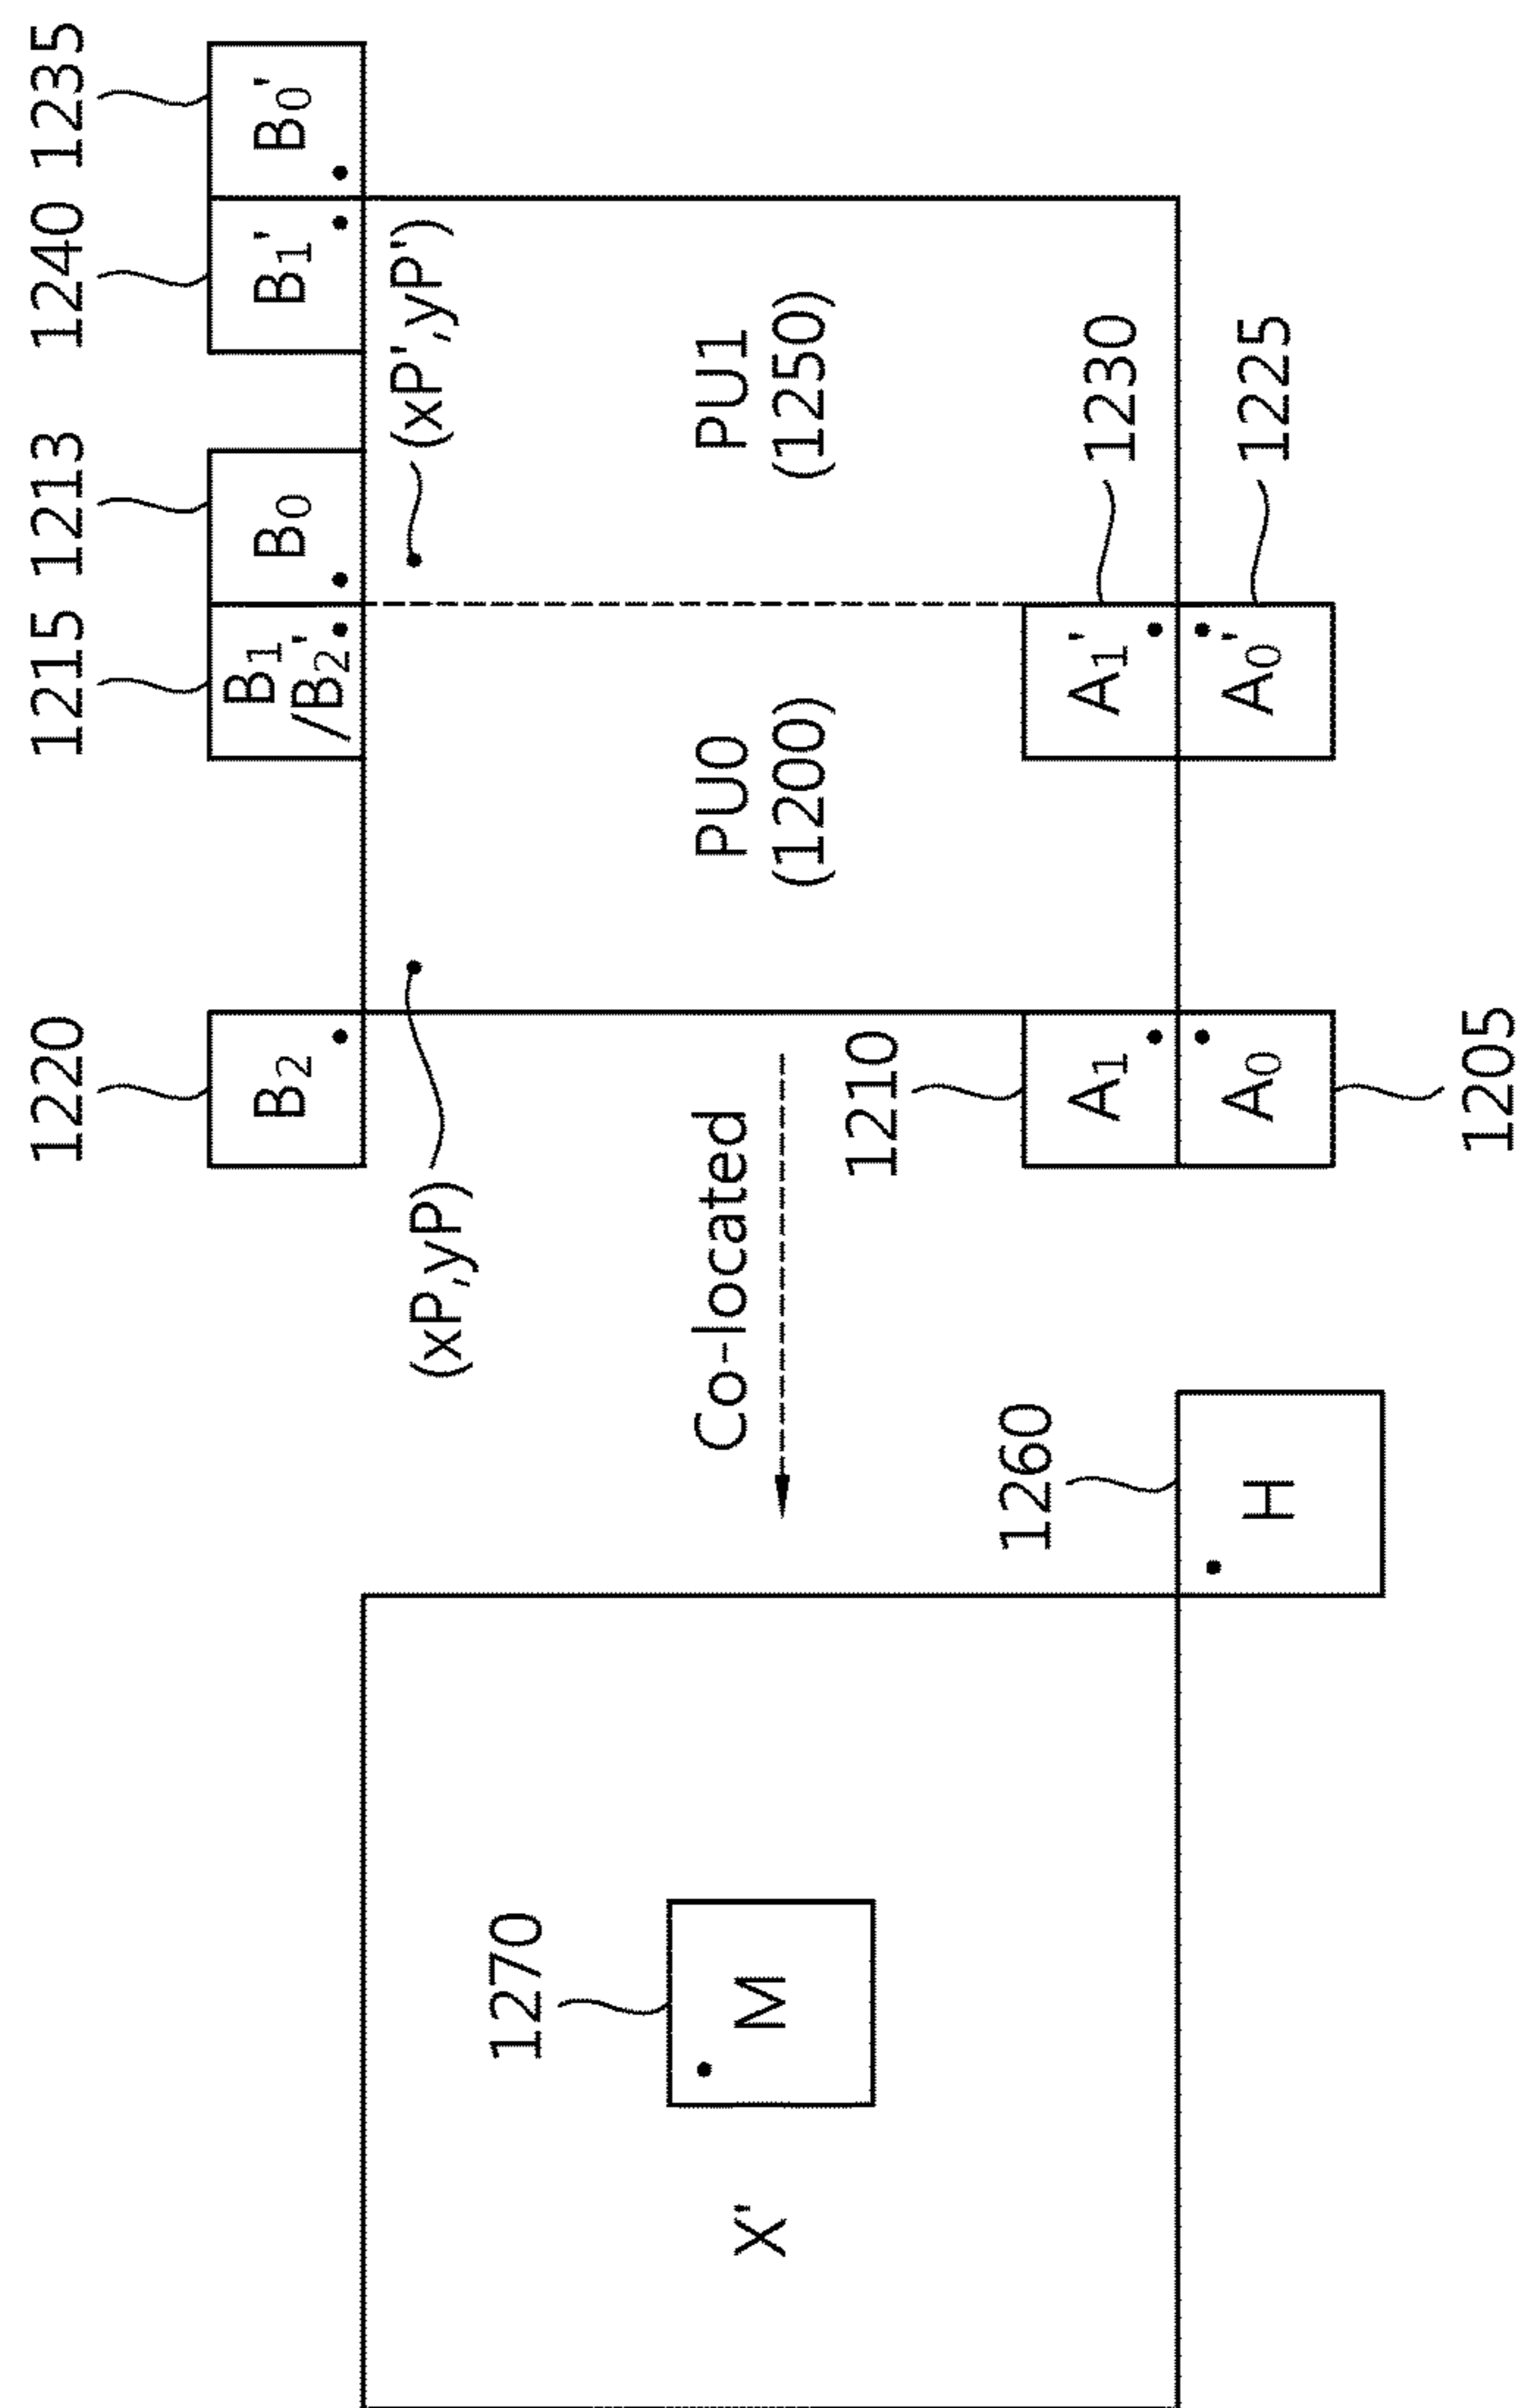 1220
1215
1213
1240
1235
B₂
B₁
/B₂'
B₀
B₁'
B₀'
(xP,yP)
(xP',yP')
1270
X'
M
Co-located
PU0
(1200)
PU1
(1250)
1210
1260
A₁
A₁'
1230
H
A₀
A₀'
1225
1205